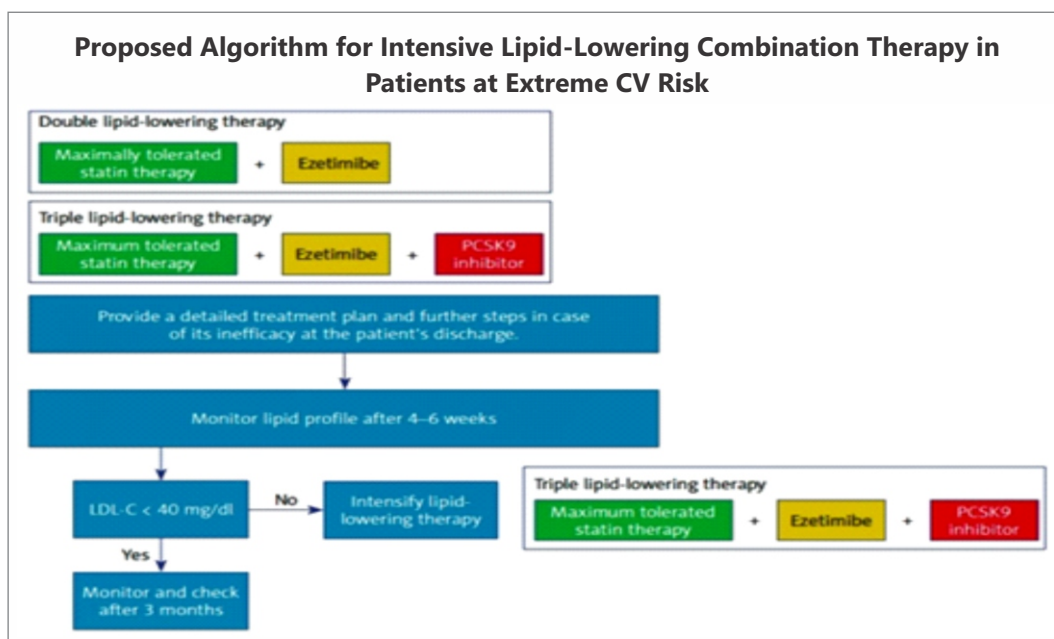 Proposed Algorithm for Intensive Lipid-Lowering Combination Therapy in
Patients at Extreme CV Risk
Double lipid-lowering therapy
Maximally tolerated
statin therapy
+
Ezetimibe
Triple lipid-lowering therapy
Maximum tolerated
statin therapy
+
Ezetimibe
+
PCSK9
inhibitor
Provide a detailed treatment plan and further steps in case
of its inefficacy at the patient's discharge.
Monitor lipid profile after 4–6 weeks
LDL-C < 40 mg/dl
No
Intensify lipid-
lowering therapy
Triple lipid-lowering therapy
Maximum tolerated
statin therapy
+
Ezetimibe
+
PCSK9
inhibitor
Yes
Monitor and check
after 3 months